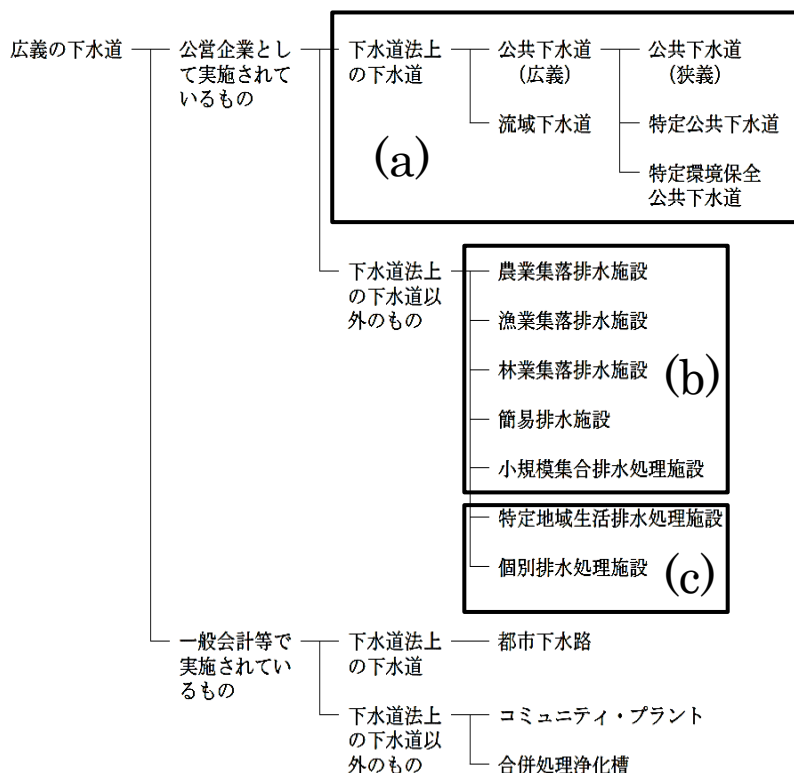 広義の下水道
公営企業とし
て実施されて
いるもの
下水道法上
の下水道
公共下水道
(広義)
公共下水道
(狭義)
流域下水道
特定公共下水道
特定環境保全
公共下水道
(a)
下水道法上
の下水道以
外のもの
農業集落排水施設
漁業集落排水施設
林業集落排水施設
簡易排水施設
小規模集合排水処理施設
(b)
特定地域生活排水処理施設
個別排水処理施設
(c)
一般会計等で
実施されてい
るもの
下水道法上
の下水道
都市下水路
下水道法上
の下水道以
外のもの
コミュニティ・プラント
合併処理浄化槽